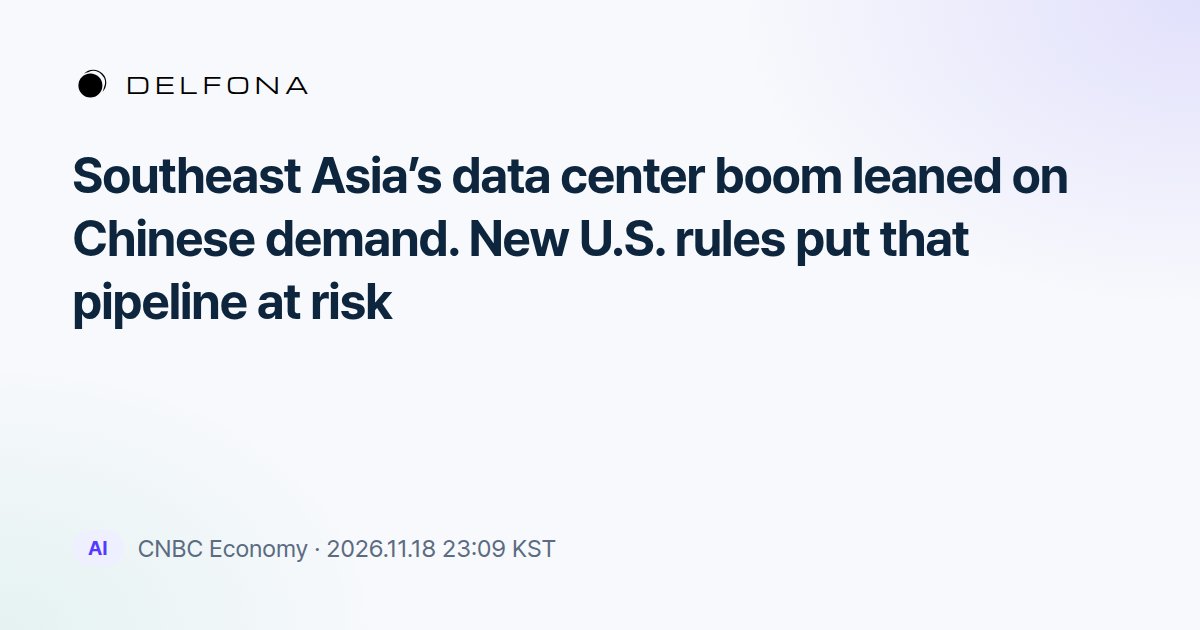 DELFONA
Southeast Asia’s data center boom leaned on
Chinese demand. New U.S. rules put that
pipeline at risk
AI CNBC Economy · 2026.11.18 23:09 KST